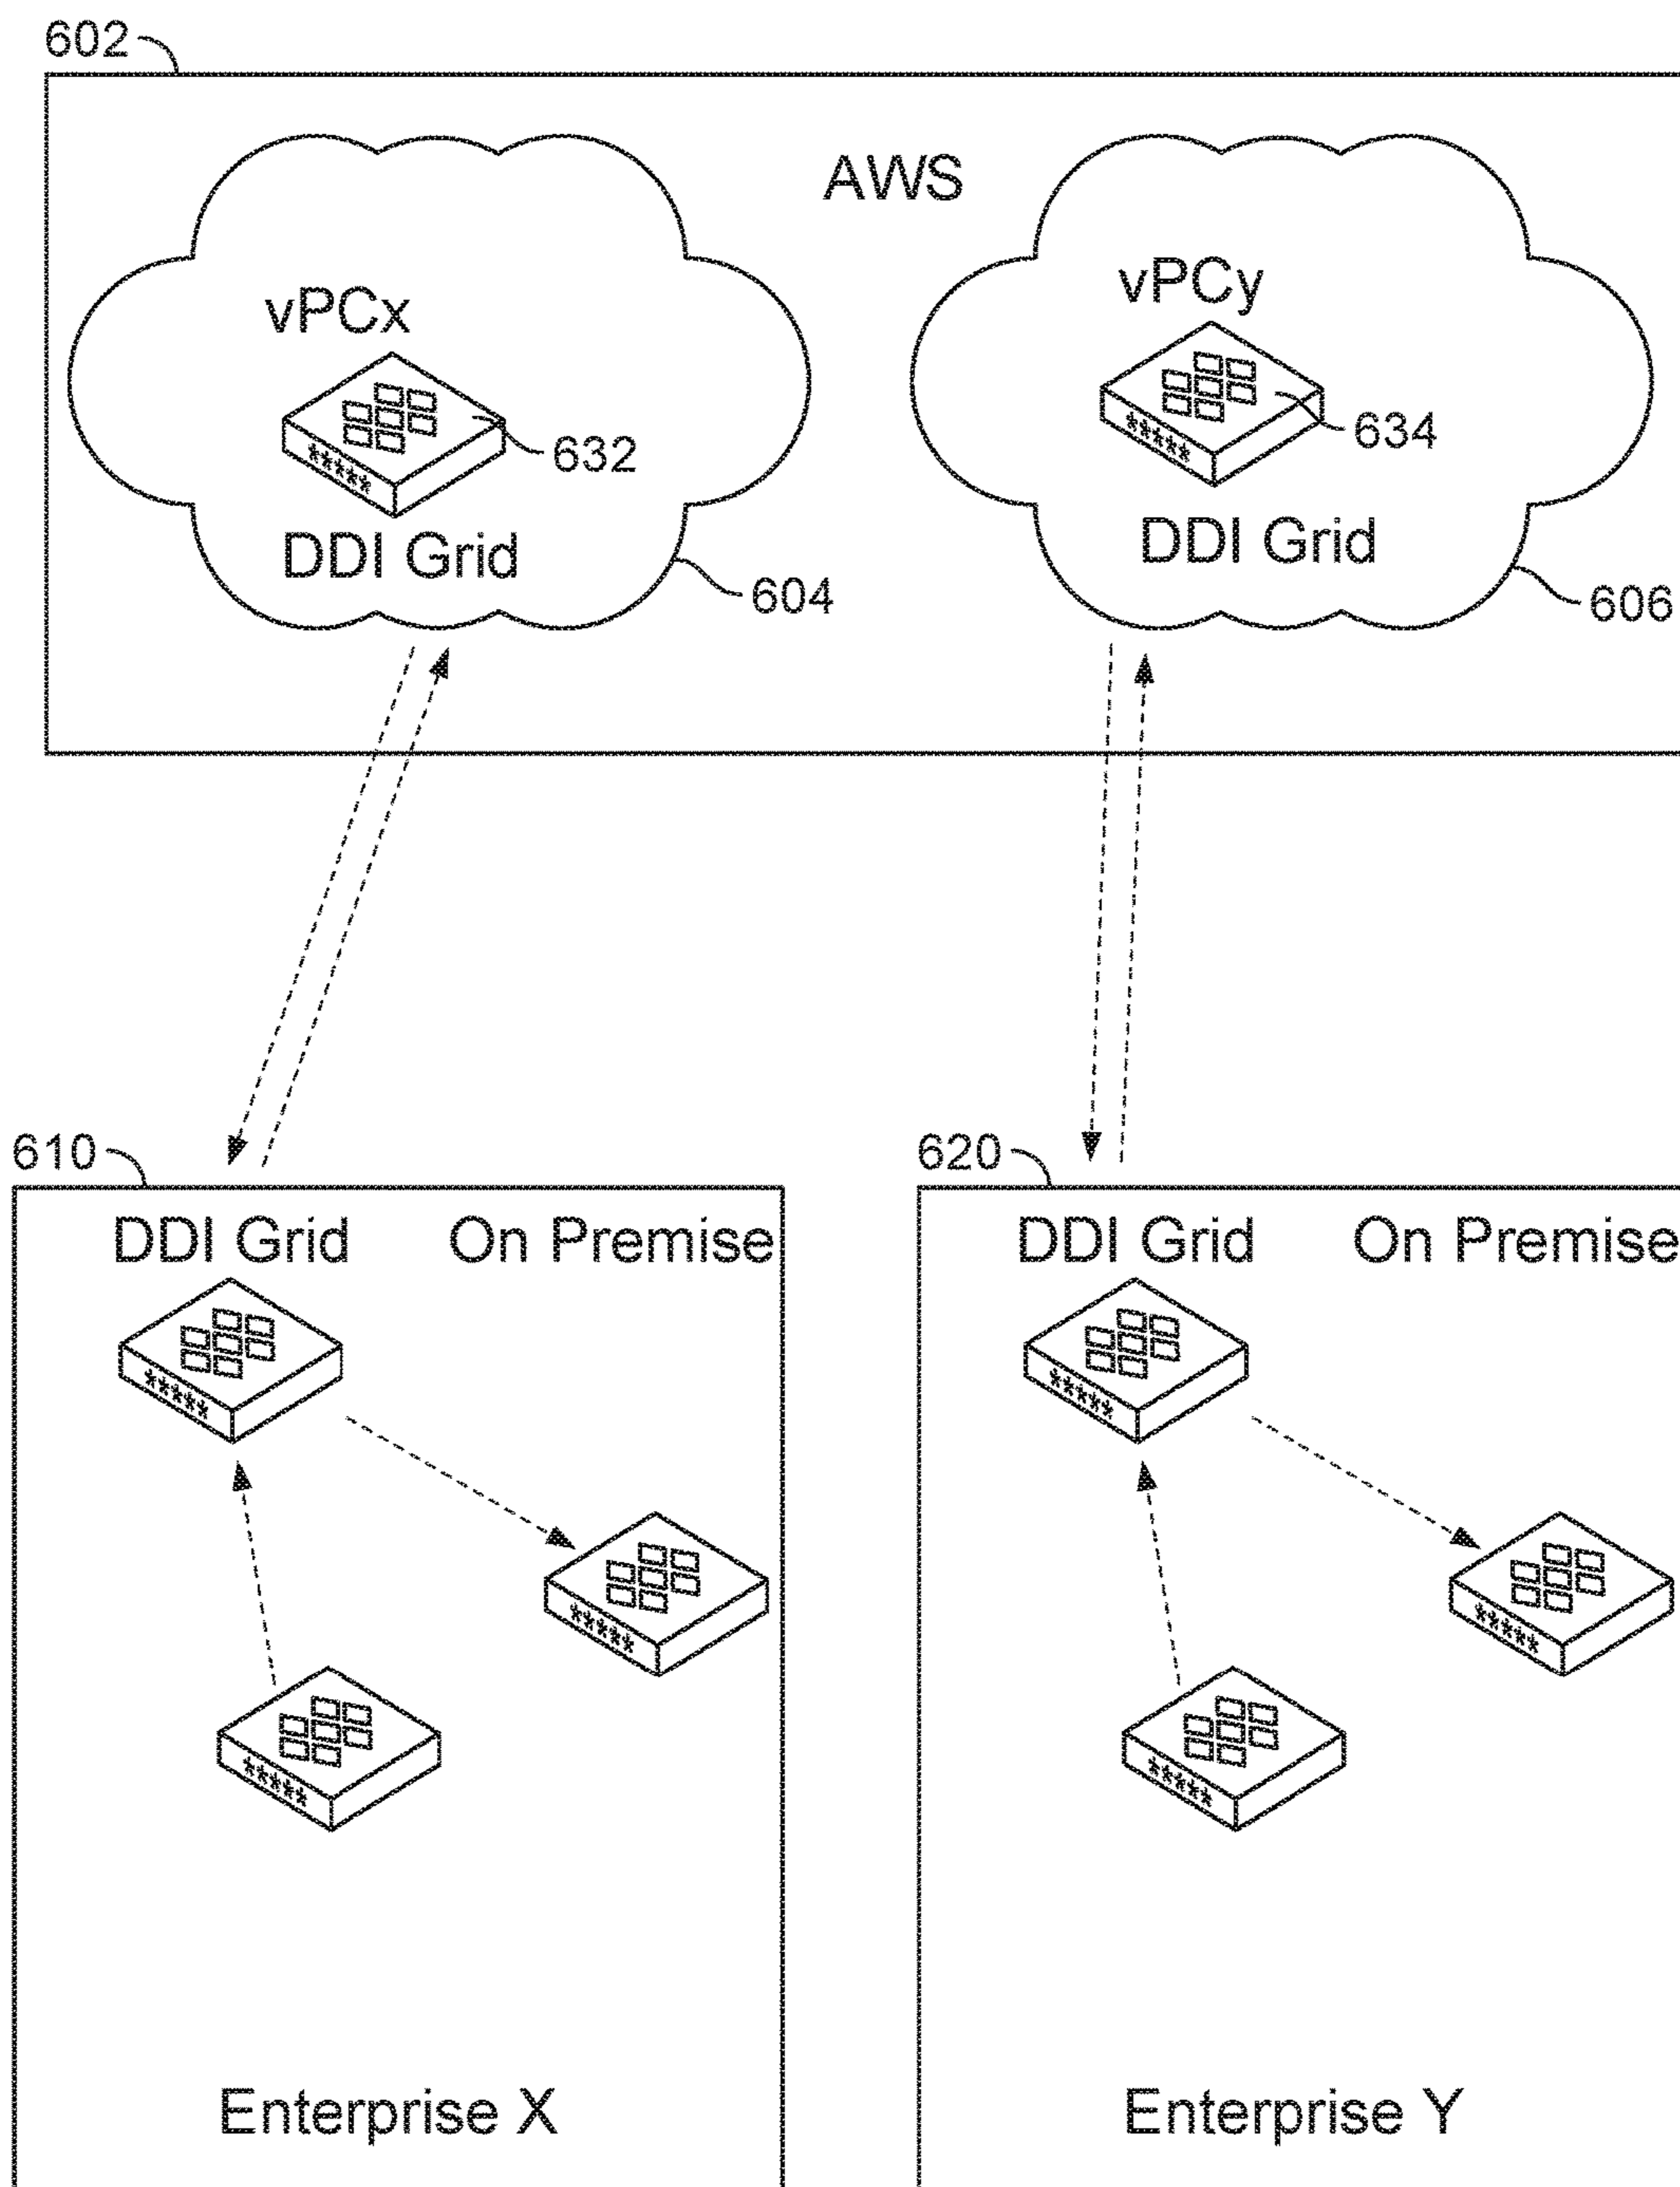 602
AWS
vPCx
vPCy
632
634
DDI Grid
DDI Grid
604
606
610
620
DDI Grid
On Premise
DDI Grid
On Premise
Enterprise X
Enterprise Y